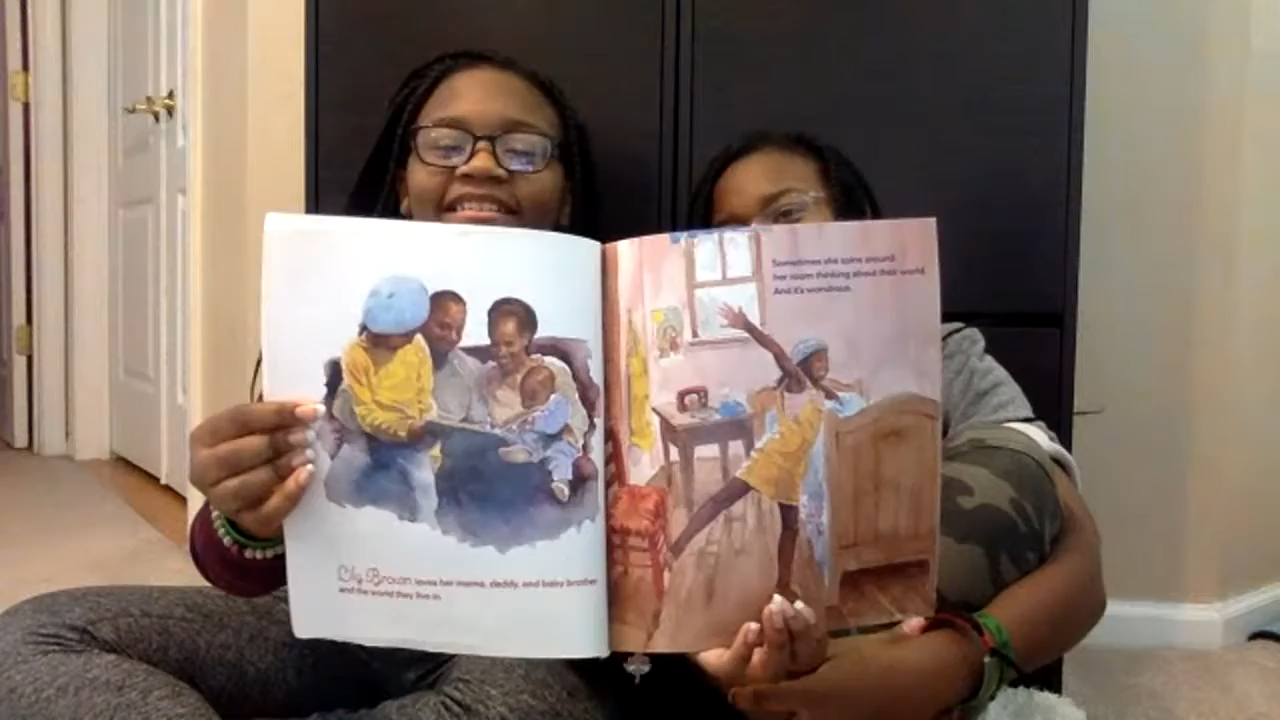 Lily Brown loves her mama, daddy, and baby brother
and the world they live in.
Sometimes she spins around
her room thinking about their world.
And it's wondrous.